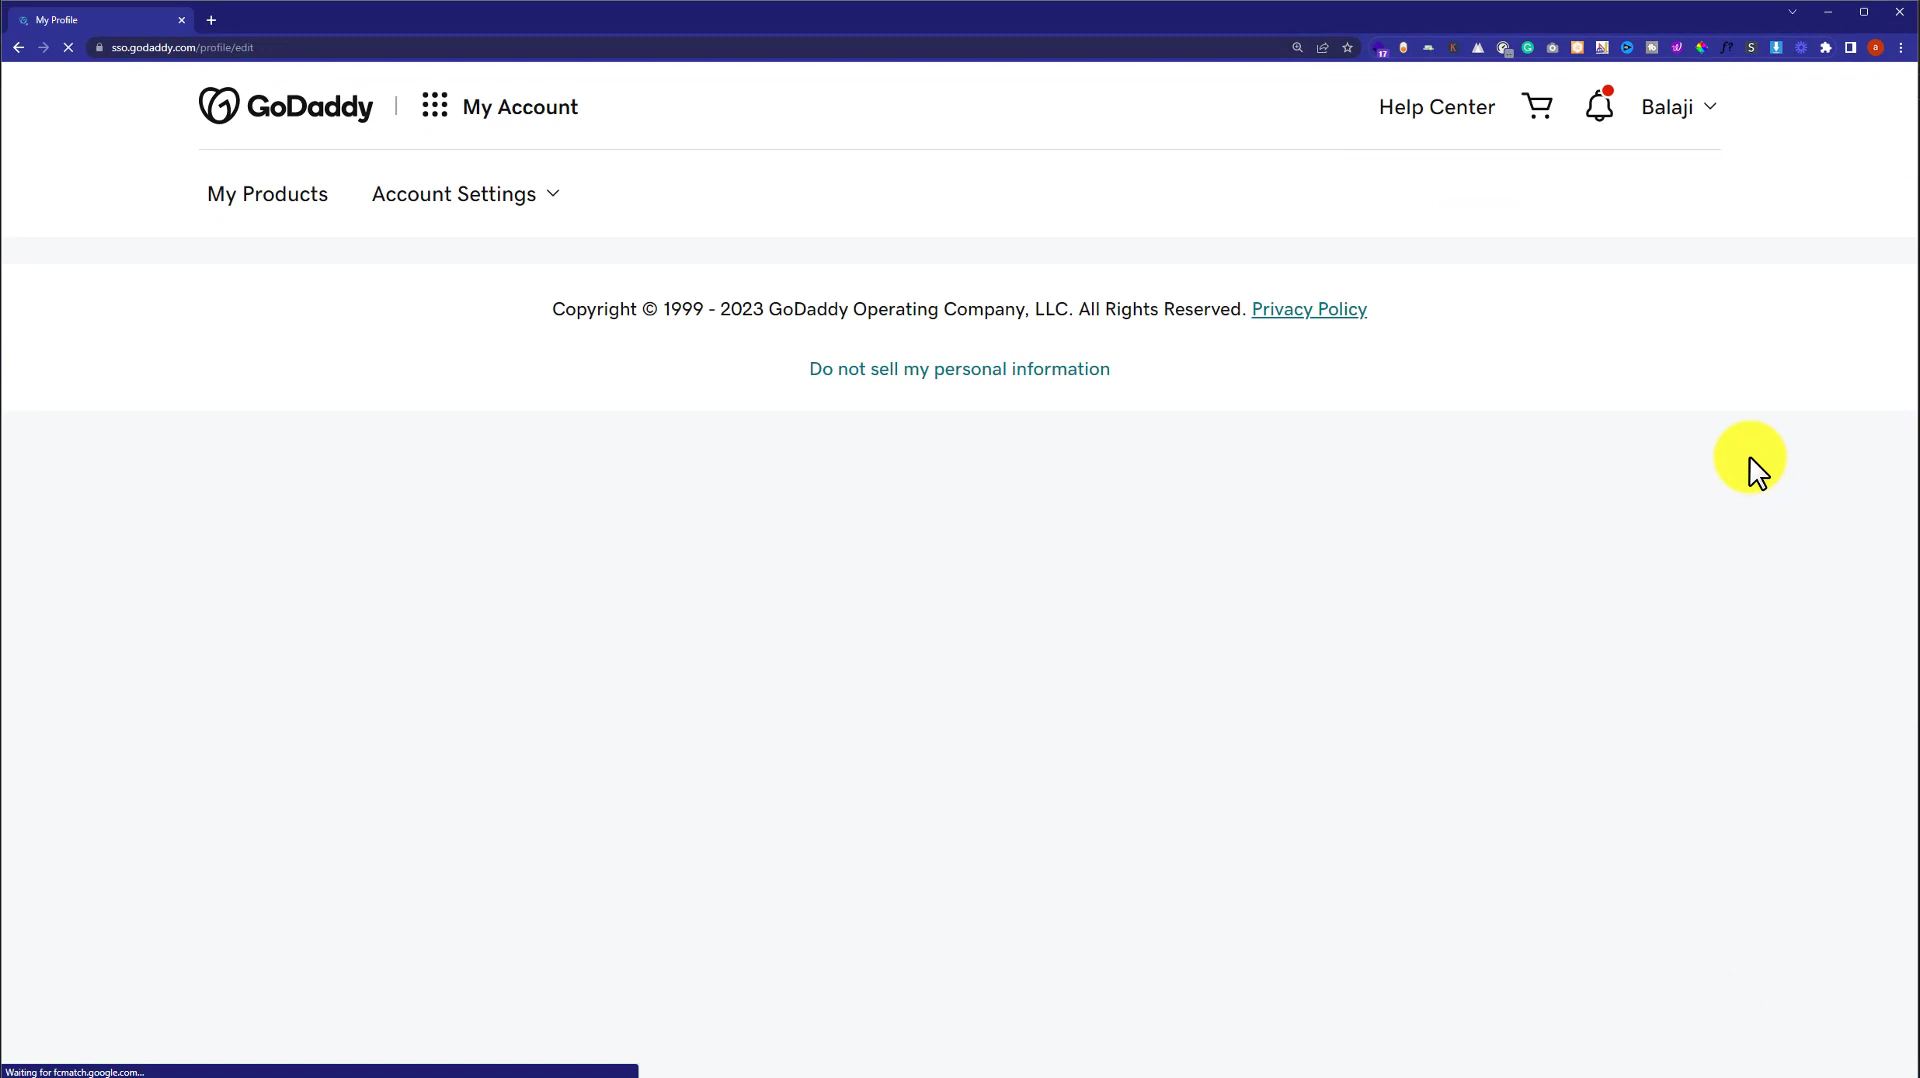 My Profile
sso.godaddy.com/profile/edit
17
GoDaddy | My Account
Help Center
Balaji
My Products
Account Settings
Copyright © 1999 - 2023 GoDaddy Operating Company, LLC. All Rights Reserved. Privacy Policy
Do not sell my personal information
Waiting for fcmatch.google.com...